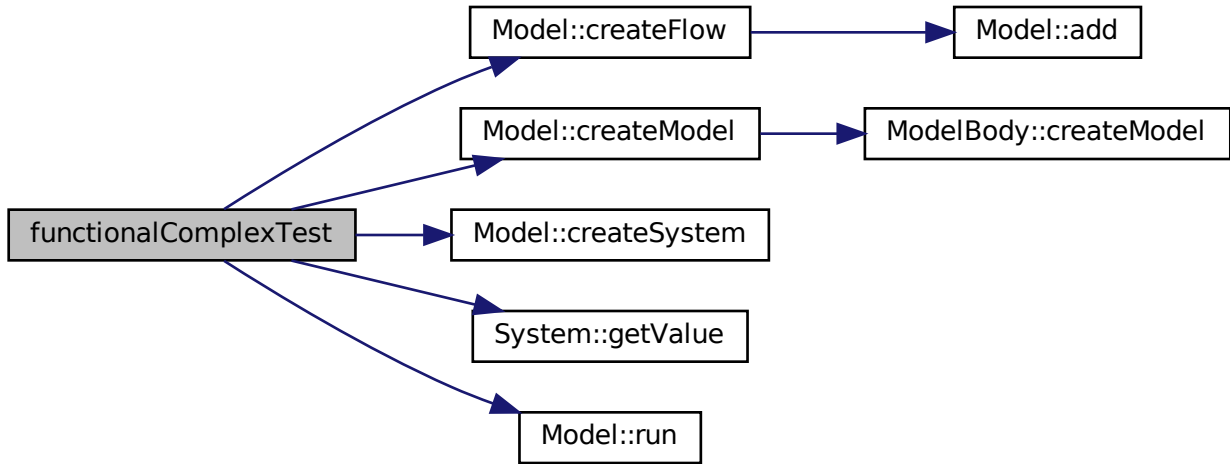 Model::createFlow
Model::add
Model::createModel
ModelBody::createModel
functionalComplexTest
Model::createSystem
System::getValue
Model::run